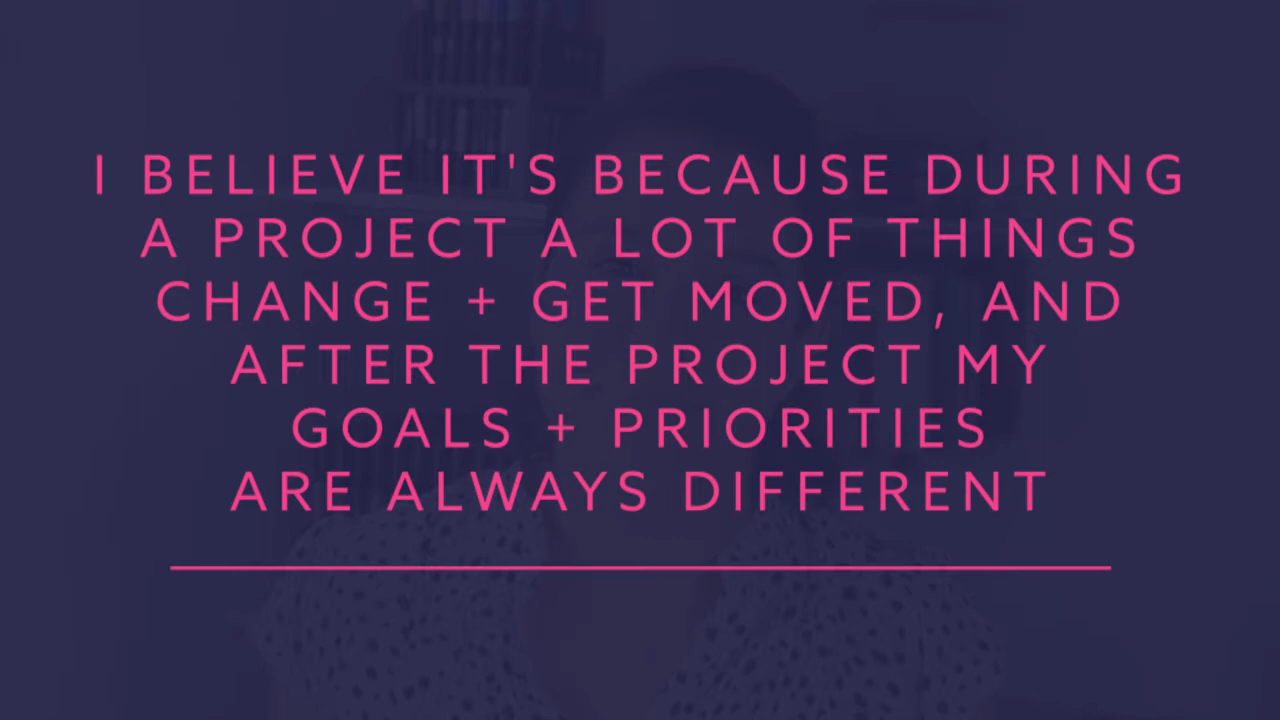 I BELIEVE IT'S BECAUSE DURING
A PROJECT A LOT OF THINGS
CHANGE + GET MOVED, AND
AFTER THE PROJECT MY
GOALS + PRIORITIES
ARE ALWAYS DIFFERENT